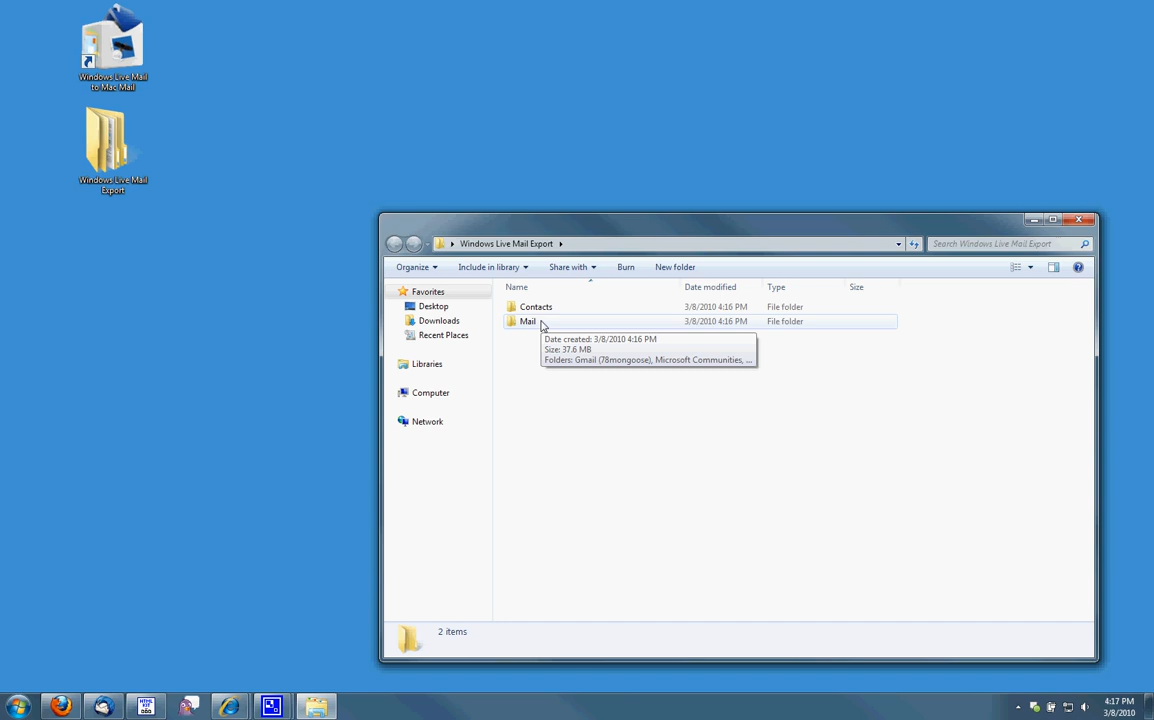 Windows Live Mail
to Mac Mail
Windows Live Mail
Export
Windows Live Mail Export
Search Windows Live Mail Export
Organize Include in library Share with Burn New folder
Name Date modified Type Size
Favorites
Desktop
Downloads
Recent Places
Libraries
Computer
Network
Contacts 3/8/2010 4:16 PM File folder
Mail 3/8/2010 4:16 PM File folder
Date created: 3/8/2010 4:16 PM
Size: 37.6 MB
Folders: Gmail (78mongoose), Microsoft Communities, ...
2 items
HTML
KIT
4:17 PM
3/8/2010